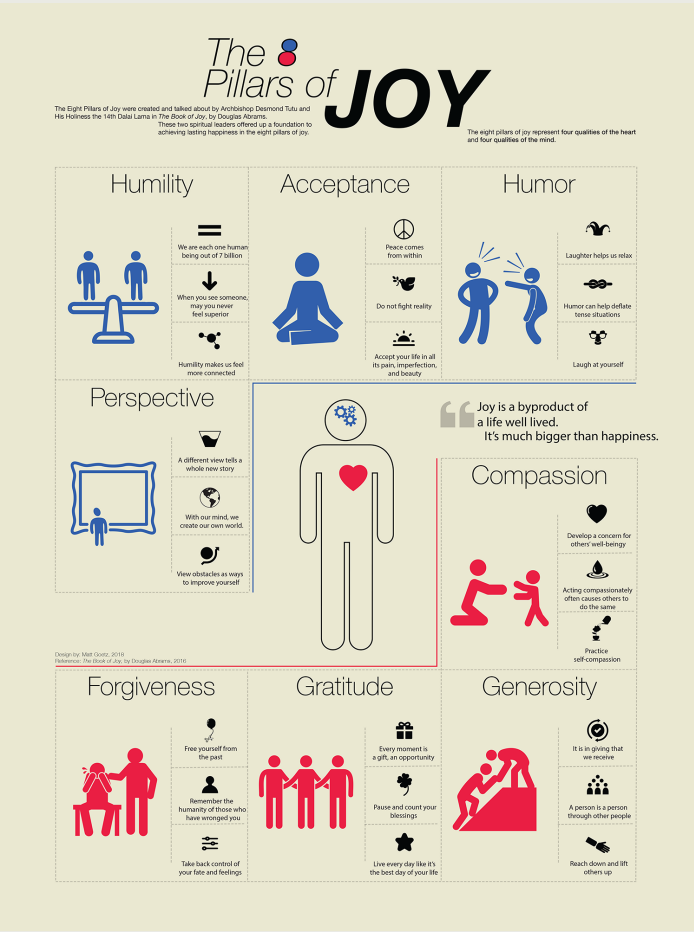 The 8
Pillars of JOY
The Eight Pillars of Joy were created and talked about by Archbishop Desmond Tutu and
His Holiness the 14th Dalai Lama in The Book of Joy, by Douglas Abrams.
These two spiritual leaders offered up a foundation to
achieving lasting happiness in the eight pillars of joy.
The eight pillars of joy represent four qualities of the heart
and four qualities of the mind.
Humility
We are each one human
being out of 7 billion
When you see someone,
may you never
feel superior
Humility makes us feel
more connected
Acceptance
Peace comes
from within
Do not fight reality
Accept your life in all
its pain, imperfection,
and beauty
Humor
Laughter helps us relax
Humor can help deflate
tense situations
Laugh at yourself
Perspective
A different view tells a
whole new story
With our mind, we
create our own world.
View obstacles as ways
to improve yourself
“Joy is a byproduct of
a life well lived.
It's much bigger than happiness.
Compassion
Develop a concern for
others' well-beingy
Acting compassionately
often causes others to
do the same
Practice
self-compassion
Design by: Matt Goetz, 2018
Reference: The Book of Joy, by Douglas Abrams, 2016
Forgiveness
Free yourself from
the past
Remember the
humanity of those who
have wronged you
Take back control of
your fate and feelings
Gratitude
Every moment is
a gift, an opportunity
Pause and count your
blessings
Live every day like it's
the best day of your life
Generosity
It is in giving that
we receive
A person is a person
through other people
Reach down and lift
others up